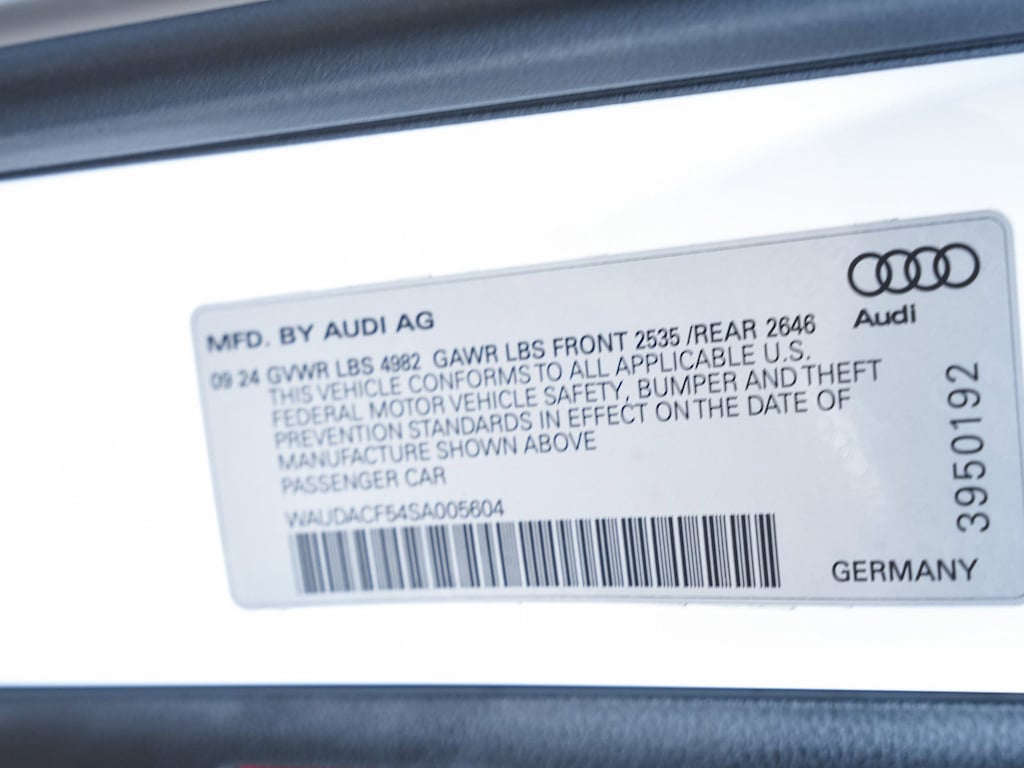 Audi
MFD. BY AUDI AG
09 24 GVWR LBS 4982 GAWR LBS FRONT 2535 /REAR 2646
THIS VEHICLE CONFORMS TO ALL APPLICABLE U.S.
FEDERAL MOTOR VEHICLE SAFETY, BUMPER AND THEFT
PREVENTION STANDARDS IN EFFECT ON THE DATE OF
MANUFACTURE SHOWN ABOVE
PASSENGER CAR
WAUDACF54SA005604
GERMANY
3950192